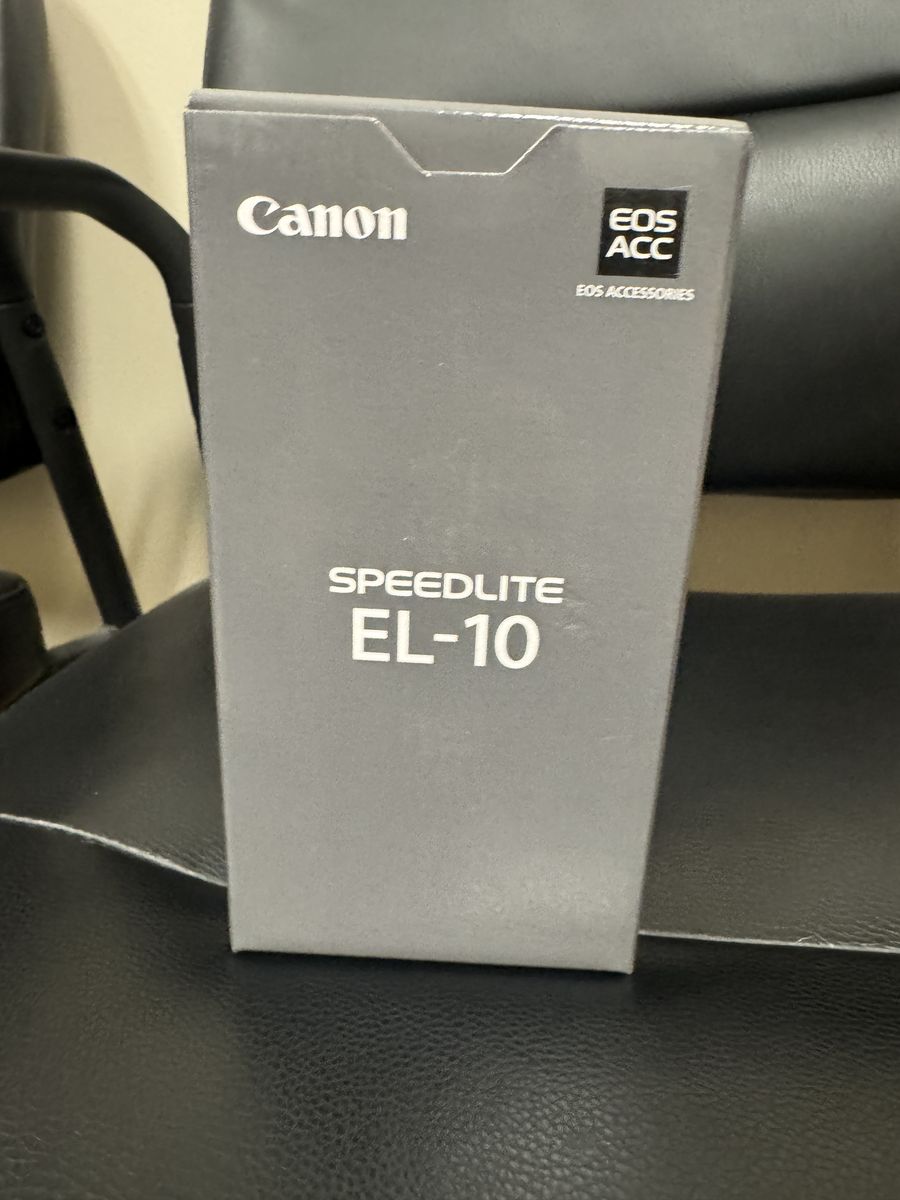 Canon
EOS
ACC
EOS ACCESSORIES
SPEEDLITE
EL-10